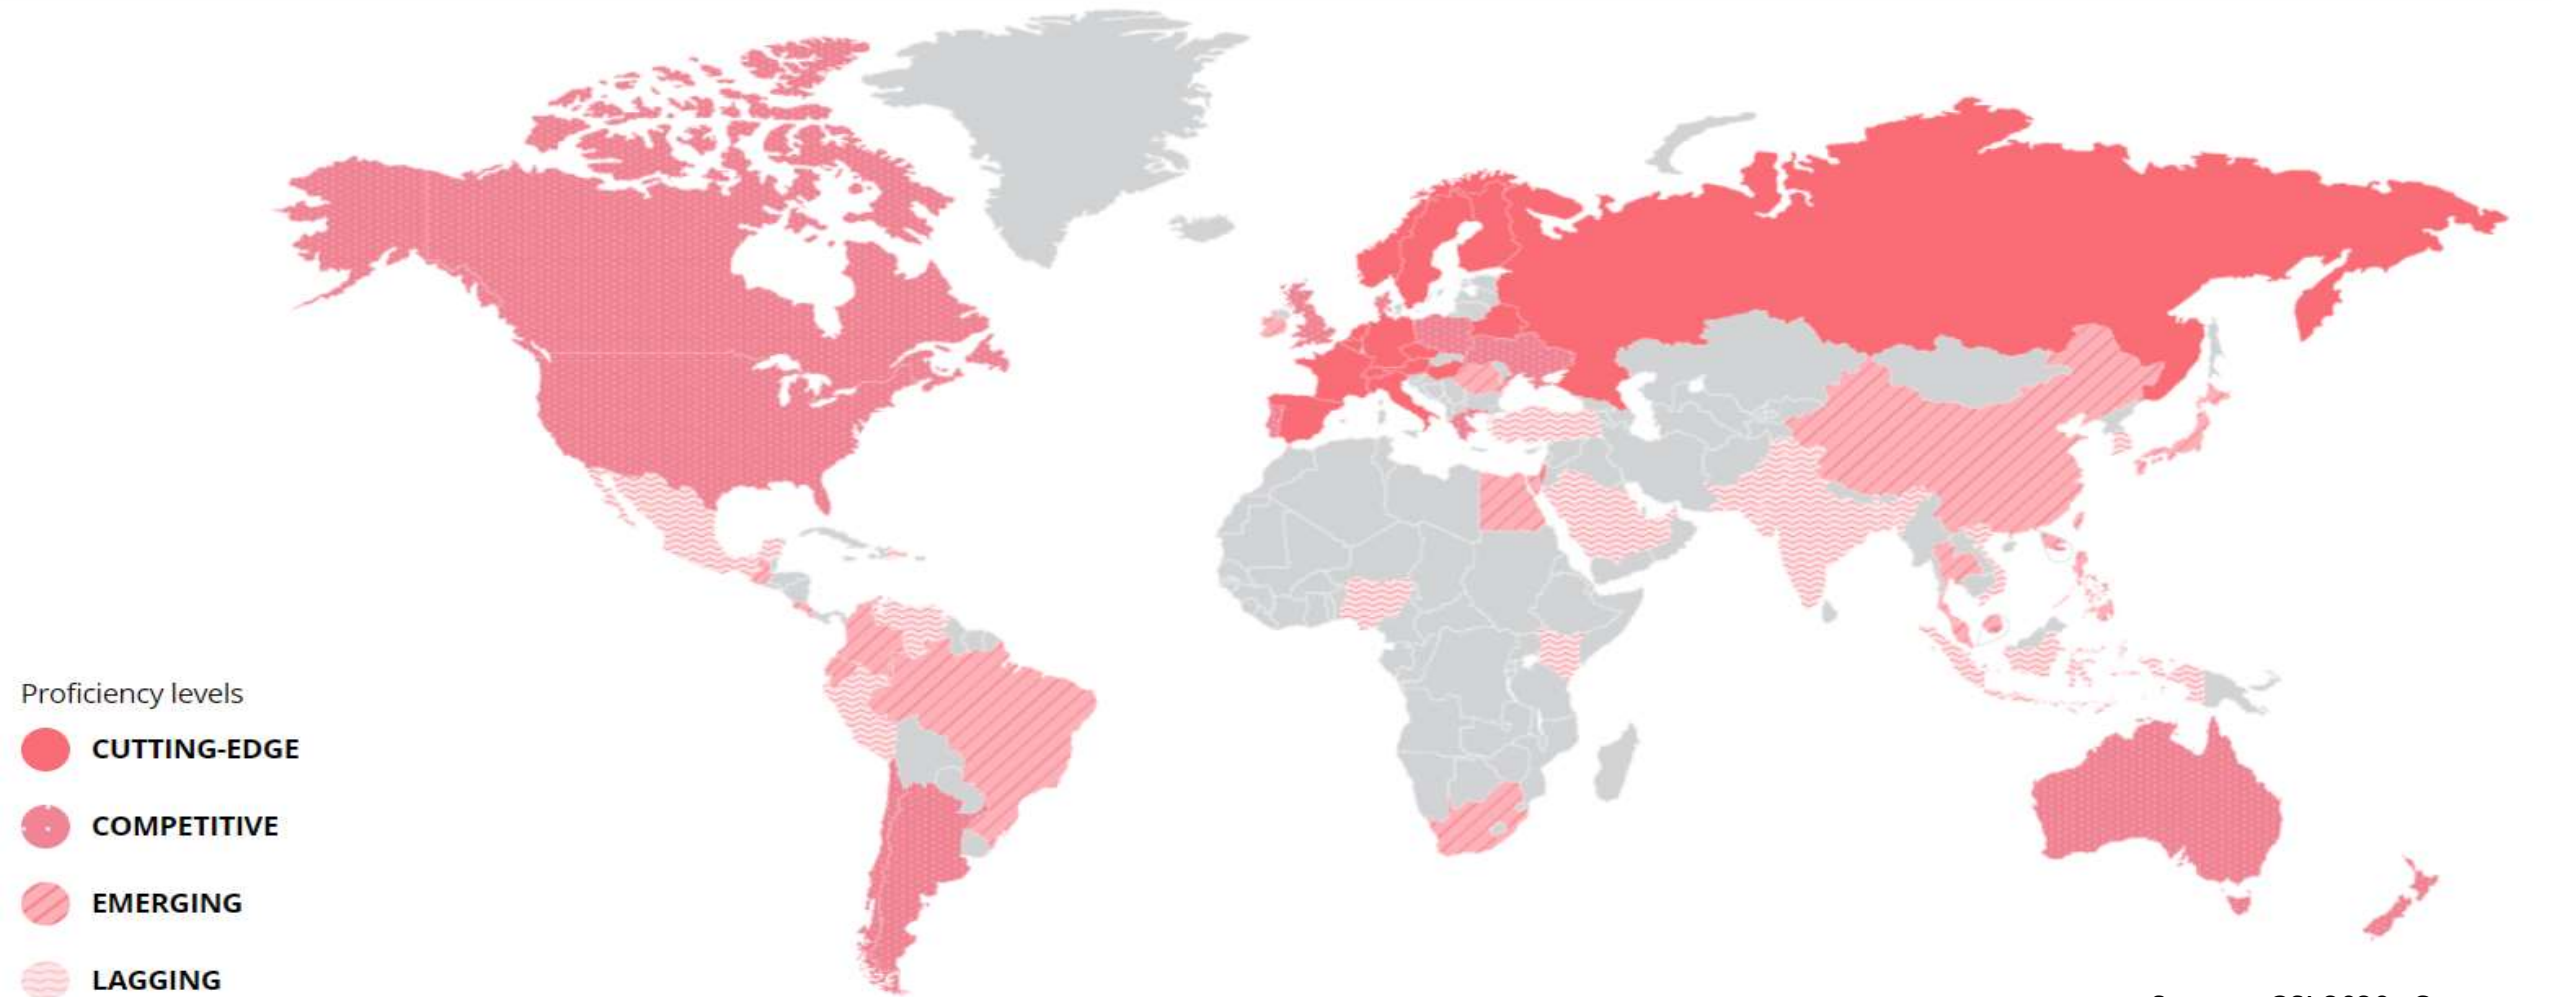 Proficiency levels
CUTTING-EDGE
COMPETITIVE
EMERGING
LAGGING